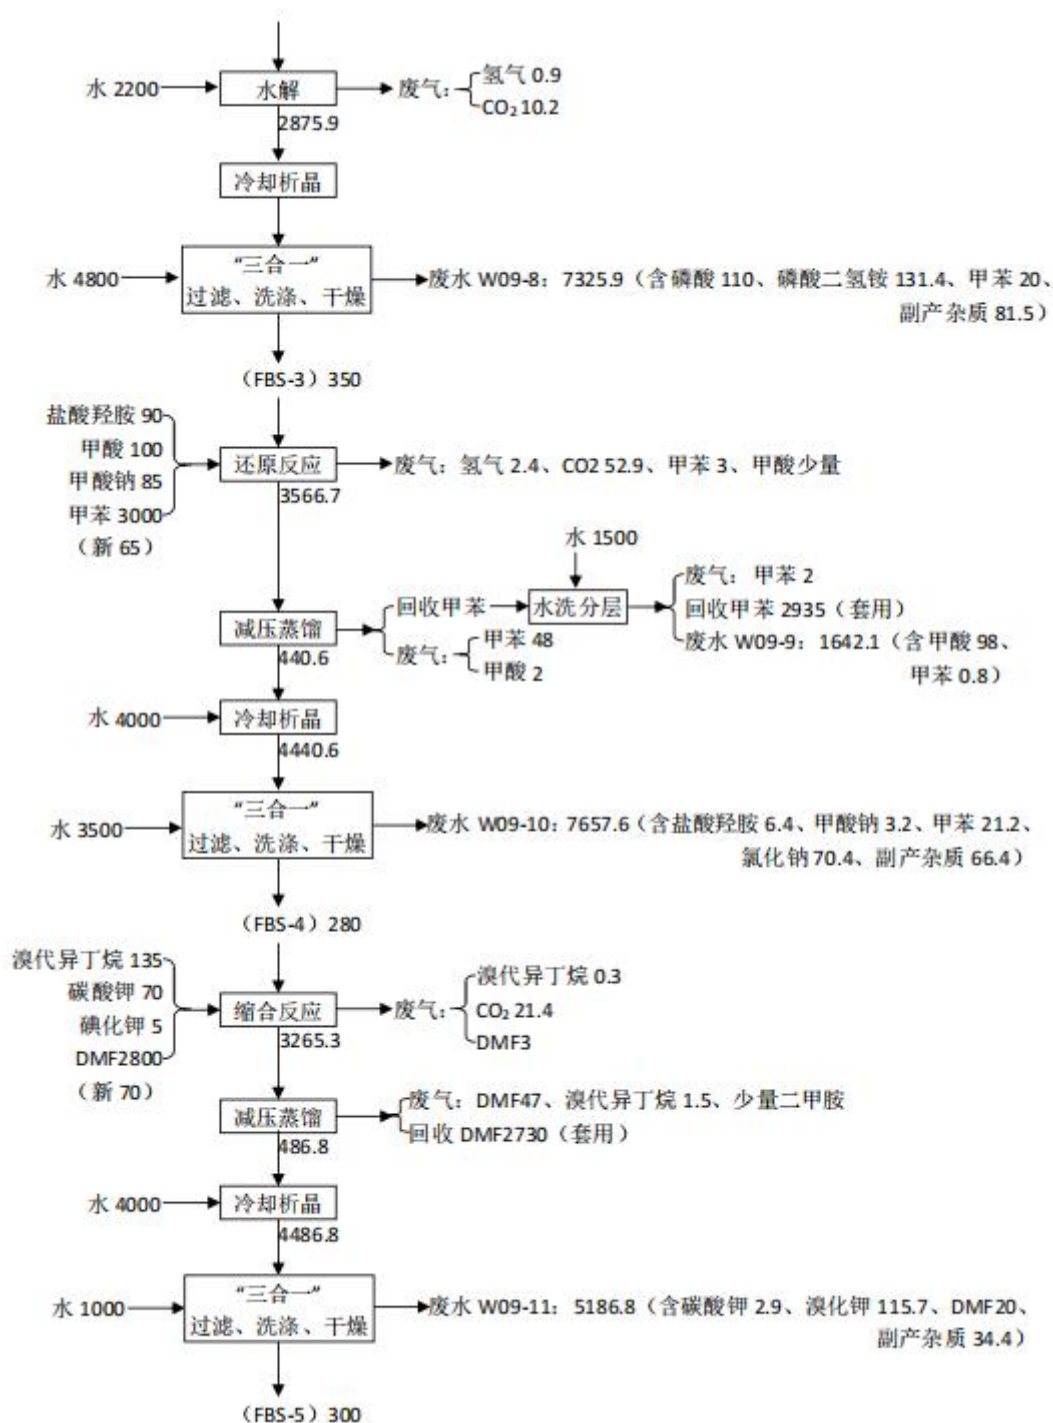 水 2200
水解
废气：
氢气 0.9
CO₂ 10.2
2875.9
冷却析晶
水 4800
“三合一”
过滤、洗涤、干燥
废水 W09-8：7325.9（含磷酸 110、磷酸二氢铵 131.4、甲苯 20、
副产杂质 81.5）
（FBS-3）350
盐酸羟胺 90
甲酸 100
甲酸钠 85
甲苯 3000
（新 65）
还原反应
废气：氢气 2.4、CO2 52.9、甲苯 3、甲酸少量
3566.7
水 1500
减压蒸馏
回收甲苯
废气：
甲苯 48
甲酸 2
水洗分层
废气：甲苯 2
回收甲苯 2935（套用）
废水 W09-9：1642.1（含甲酸 98、
甲苯 0.8）
440.6
水 4000
冷却析晶
4440.6
水 3500
“三合一”
过滤、洗涤、干燥
废水 W09-10：7657.6（含盐酸羟胺 6.4、甲酸钠 3.2、甲苯 21.2、
氯化钠 70.4、副产杂质 66.4）
（FBS-4）280
溴代异丁烷 135
碳酸钾 70
碘化钾 5
DMF2800
（新 70）
缩合反应
废气：
溴代异丁烷 0.3
CO₂ 21.4
DMF3
3265.3
减压蒸馏
废气：DMF47、溴代异丁烷 1.5、少量二甲胺
回收 DMF2730（套用）
486.8
水 4000
冷却析晶
4486.8
水 1000
“三合一”
过滤、洗涤、干燥
废水 W09-11：5186.8（含碳酸钾 2.9、溴化钾 115.7、DMF20、
副产杂质 34.4）
（FBS-5）300